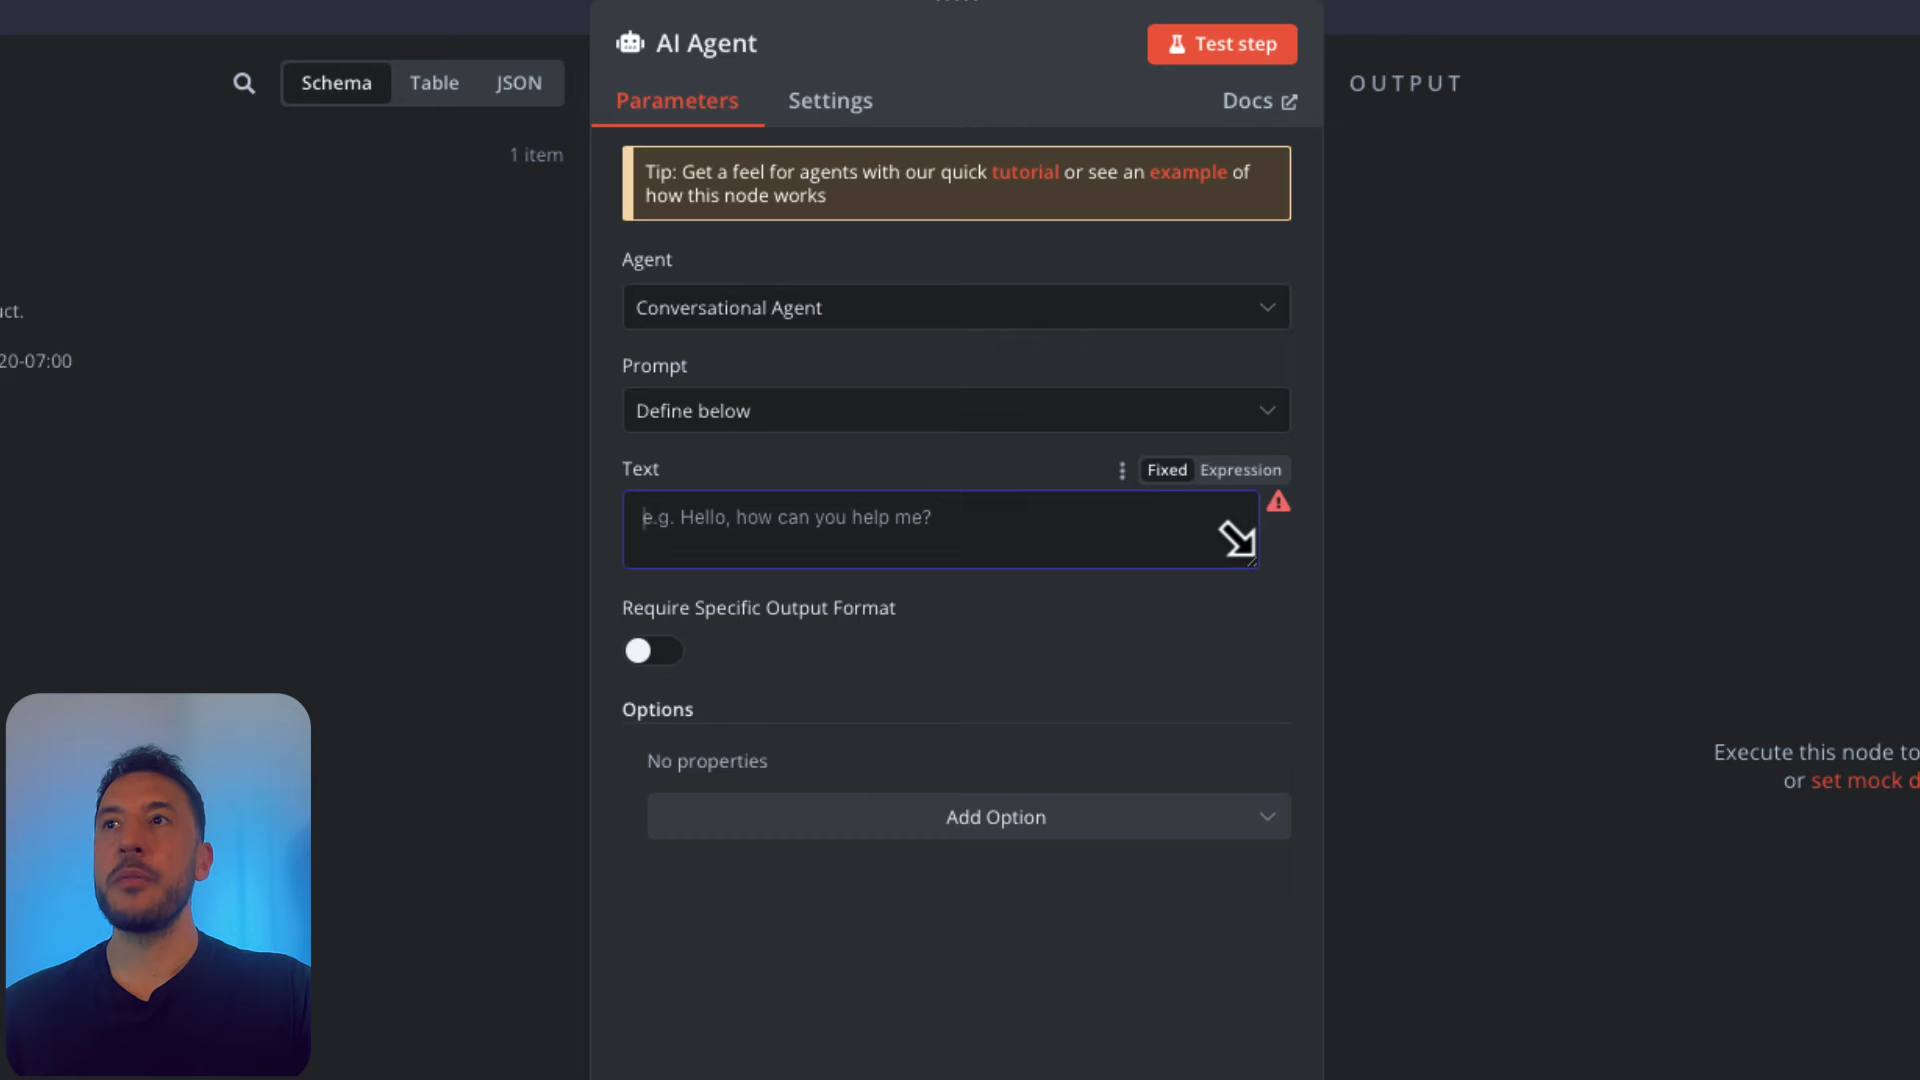 Schema
Table
JSON
1 item
uct.
20-07:00
AI Agent
Test step
Parameters
Settings
Docs
Tip: Get a feel for agents with our quick tutorial or see an example of
how this node works
Agent
Conversational Agent
Prompt
Define below
Text
Fixed
Expression
e.g. Hello, how can you help me?
Require Specific Output Format
Options
No properties
Add Option
OUTPUT
Execute this node to
or set mock d